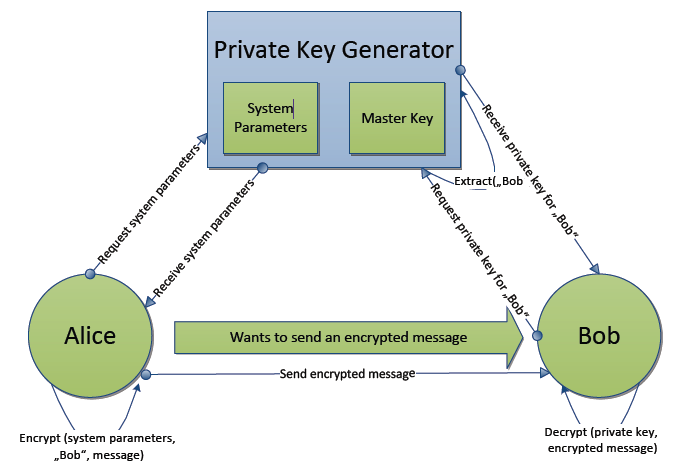 Private Key Generator
System
Parameters
Master Key
Request system parameters
Receive system parameters
Extract(„Bob
Receive private key for „Bob“
Request private key for „Bob“
Alice
Wants to send an encrypted message
Bob
Send encrypted message
Encrypt (system parameters,
„Bob“, message)
Decrypt (private key,
encrypted message)